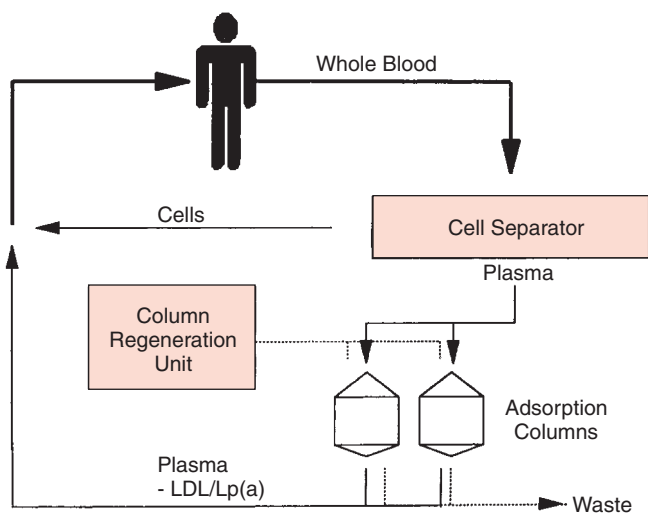 Whole Blood
Cells
Cell Separator
Plasma
Column
Regeneration
Unit
Adsorption
Columns
Plasma
- LDL/Lp(a)
Waste